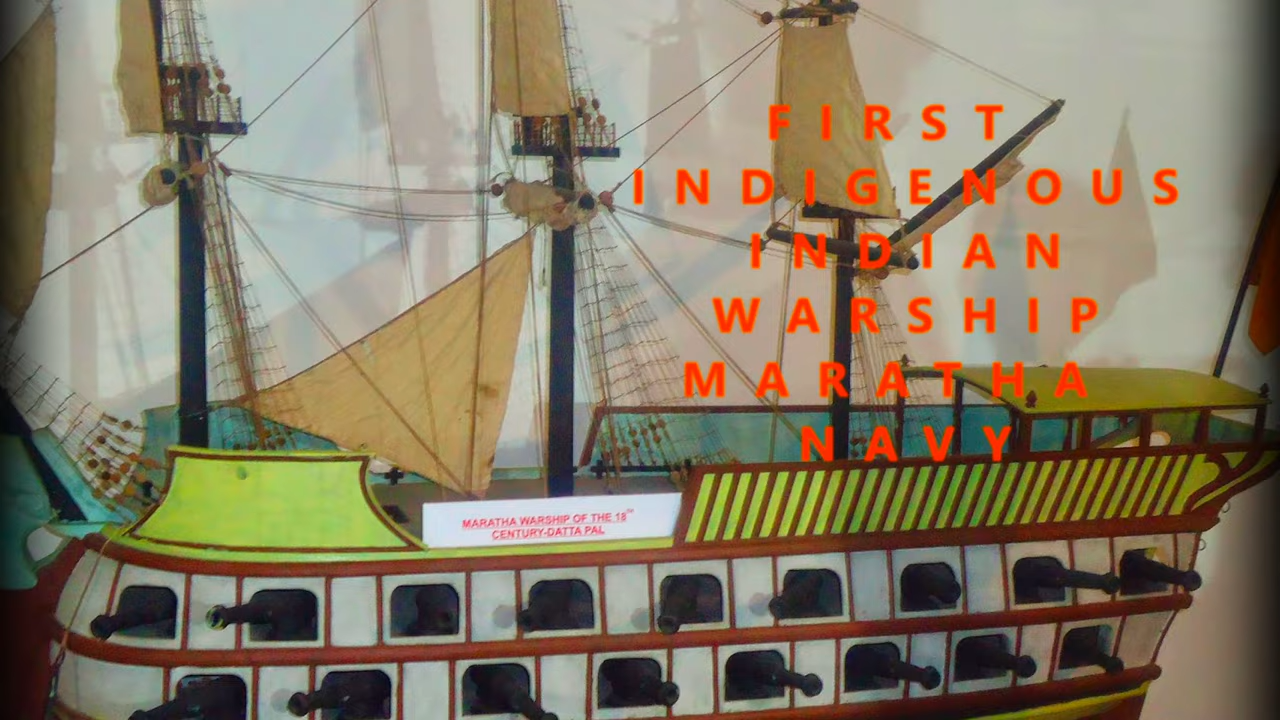 FIRST
INDIGENOUS
INDIAN
WARSHIP
MARATHA
NAVY
MARATHA WARSHIP OF THE 18TH
CENTURY-DATTA PAL